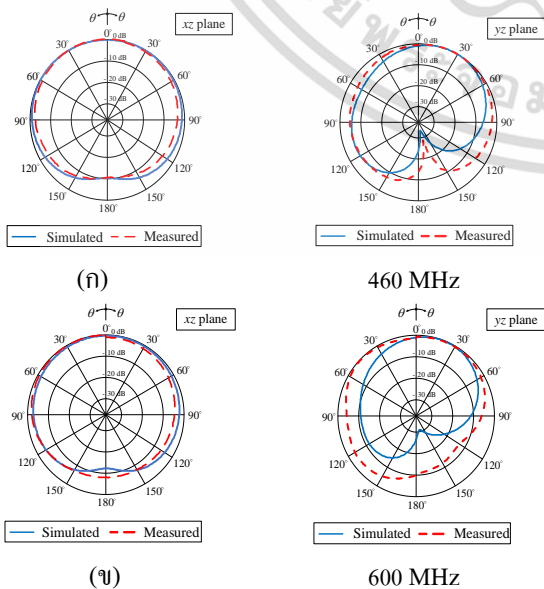 θ θ
xz plane
0° 0 dB
30° 30°
-10 dB
60° 60°
-20 dB
-30 dB
90° 90°
120° 120°
150° 150°
180°
Simulated Measured
θ θ
yz plane
0° 0 dB
30° 30°
-10 dB
60° 60°
-20 dB
-30 dB
90° 90°
120° 120°
150° 150°
180°
Simulated Measured
(ก) 460 MHz
θ θ
xz plane
0° 0 dB
30° 30°
-10 dB
60° 60°
-20 dB
-30 dB
90° 90°
120° 120°
150° 150°
180°
Simulated Measured
θ θ
yz plane
0° 0 dB
30° 30°
-10 dB
60° 60°
-20 dB
-30 dB
90° 90°
120° 120°
150° 150°
180°
Simulated Measured
(ข) 600 MHz